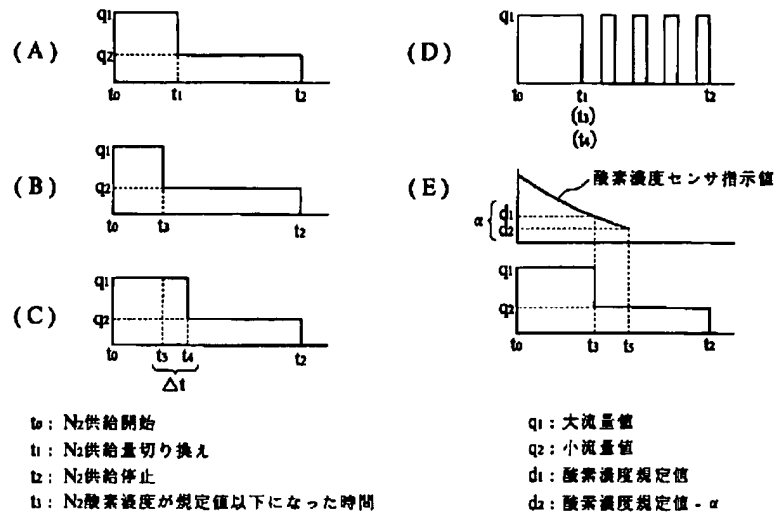 (A)
q1
q2
t0
t1
t2
(B)
q1
q2
t0
t3
t2
(C)
q1
q2
t0
t3
t4
t2
△t
(D)
q1
t0
t1
t2
(t3)
(t4)
(E)
酸素濃度センサ指示値
α
d1
d2
q1
q2
t0
t3
t5
t2
t0：N2供給開始
t1：N2供給量切り換え
t2：N2供給停止
t3：N2酸素濃度が規定値以下になった時間
q1：大流量値
q2：小流量値
d1：酸素濃度規定値
d2：酸素濃度規定値 - α